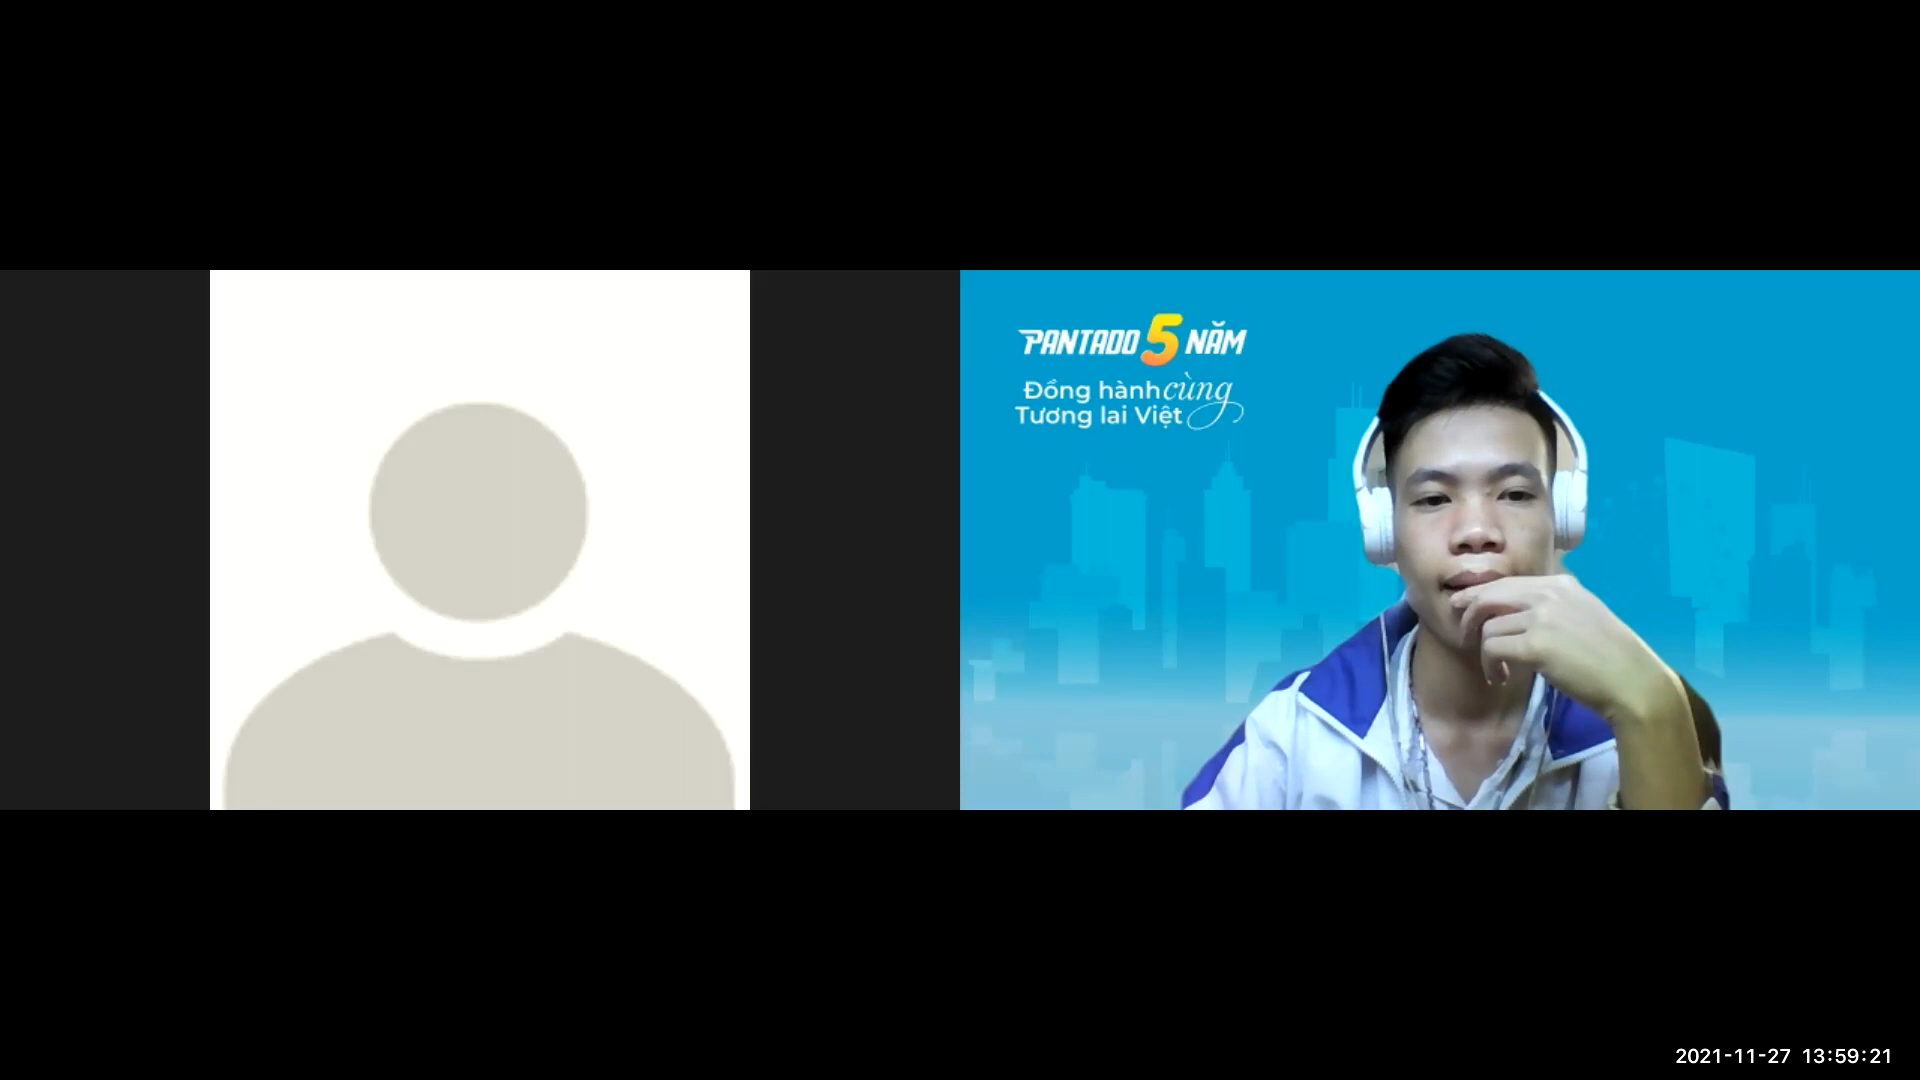 PANTADO 5 NĂM
Đồng hành cùng
Tương lai Việt
2021-11-27 13:59:21